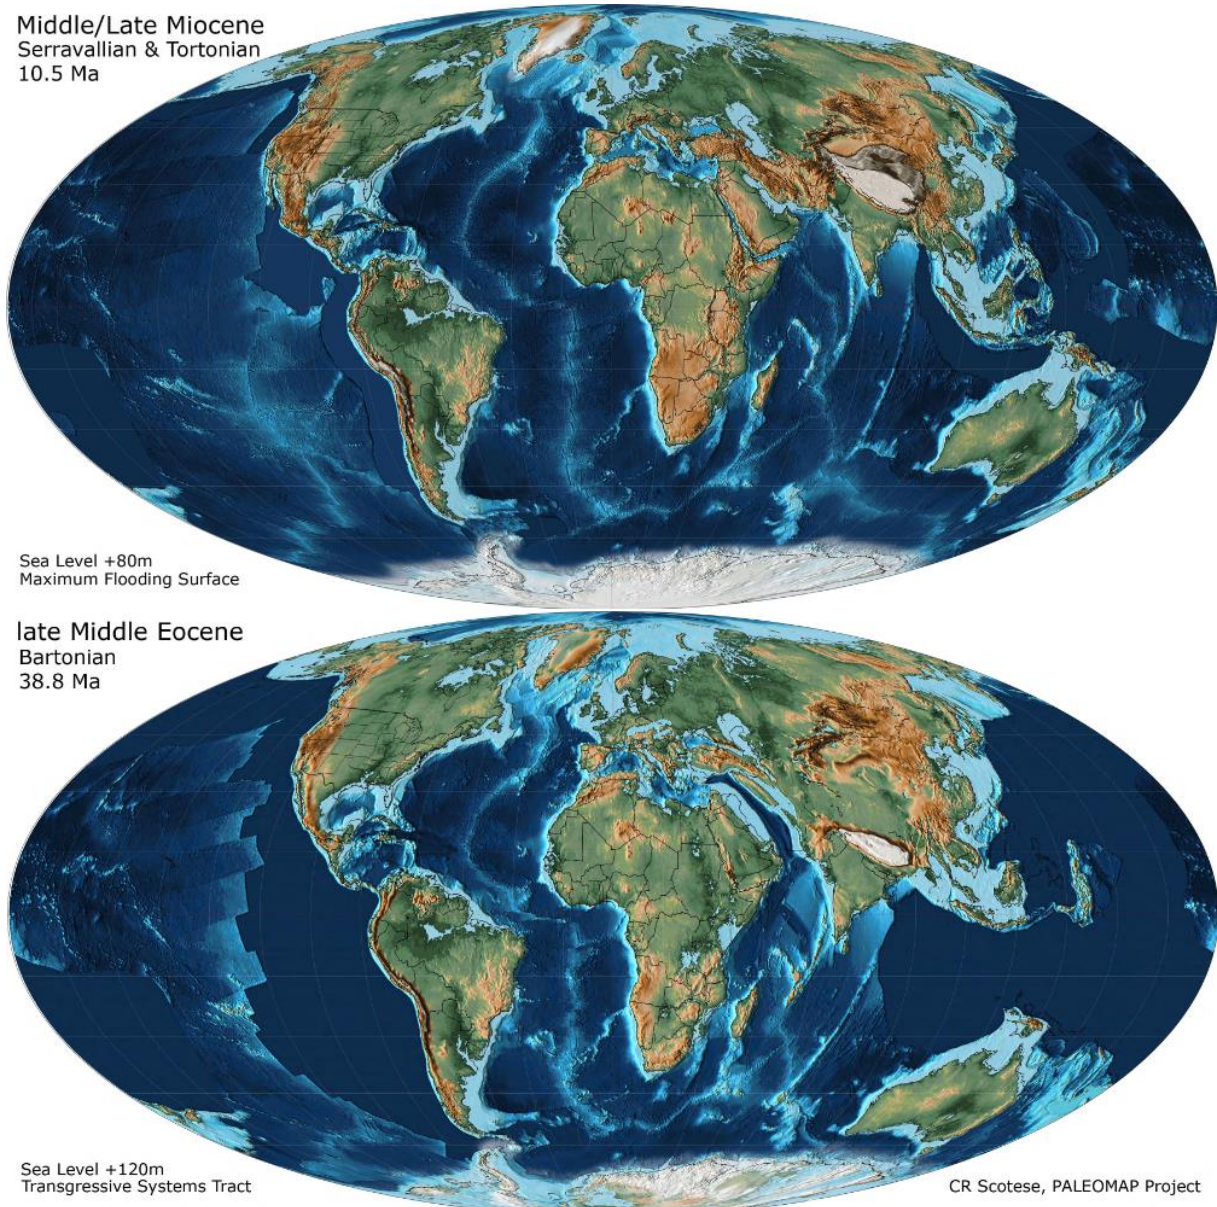 Middle/Late Miocene
Serravallian & Tortonian
10.5 Ma
Sea Level +80m
Maximum Flooding Surface
late Middle Eocene
Bartonian
38.8 Ma
Sea Level +120m
Transgressive Systems Tract
CR Scotese, PALEOMAP Project